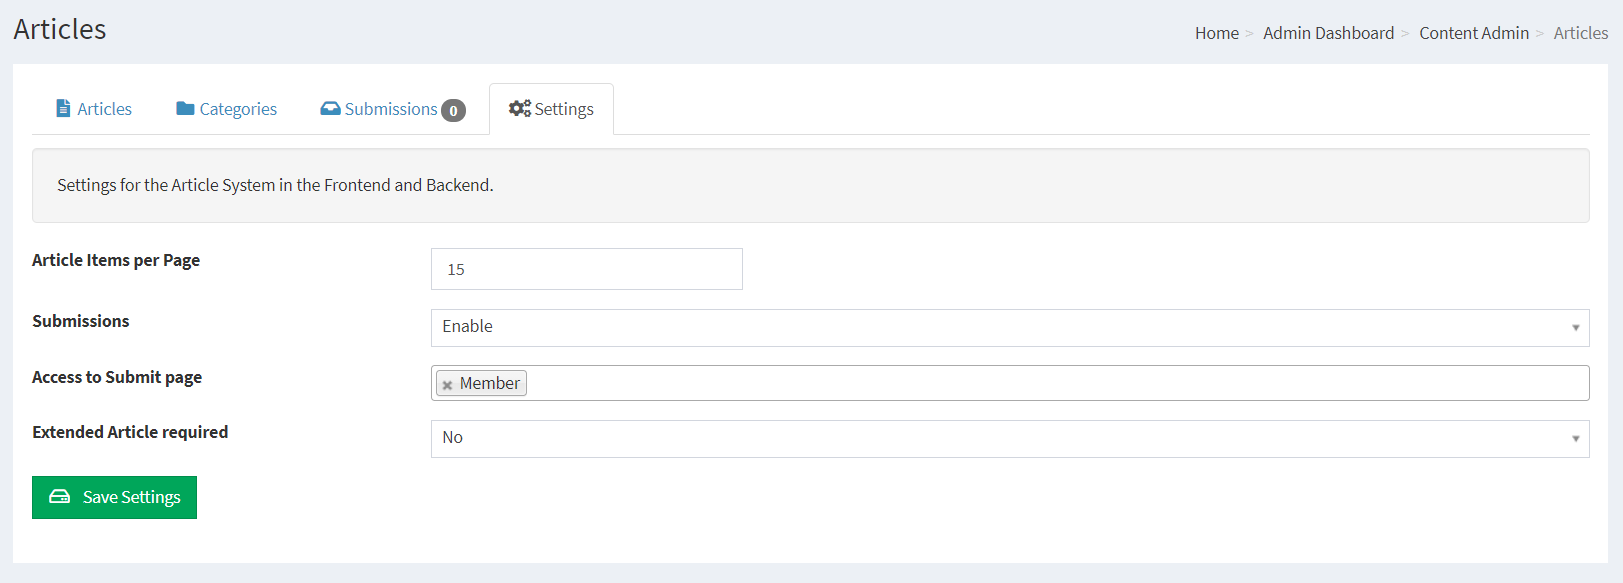 Articles
Home > Admin Dashboard > Content Admin > Articles
Articles Categories Submissions 0 Settings
Settings for the Article System in the Frontend and Backend.
Article Items per Page 15
Submissions Enable
Access to Submit page × Member
Extended Article required No
Save Settings